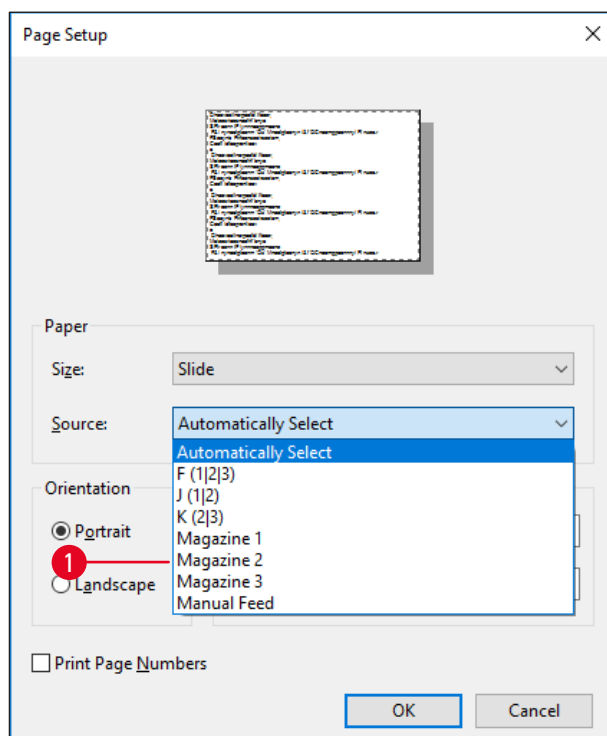 Page Setup
Paper
Size:
Slide
Source:
Automatically Select
Automatically Select
F (1|2|3)
J (1|2)
K (2|3)
Magazine 1
Magazine 2
Magazine 3
Manual Feed
Orientation
Portrait
1
Landscape
Print Page Numbers
OK
Cancel